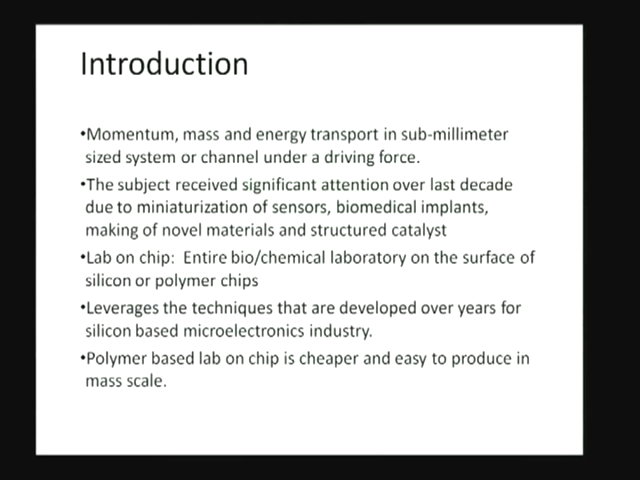 Introduction
•Momentum, mass and energy transport in sub-millimeter
sized system or channel under a driving force.
•The subject received significant attention over last decade
due to miniaturization of sensors, biomedical implants,
making of novel materials and structured catalyst
•Lab on chip:  Entire bio/chemical laboratory on the surface of
silicon or polymer chips
•Leverages the techniques that are developed over years for
silicon based microelectronics industry.
•Polymer based lab on chip is cheaper and easy to produce in
mass scale.